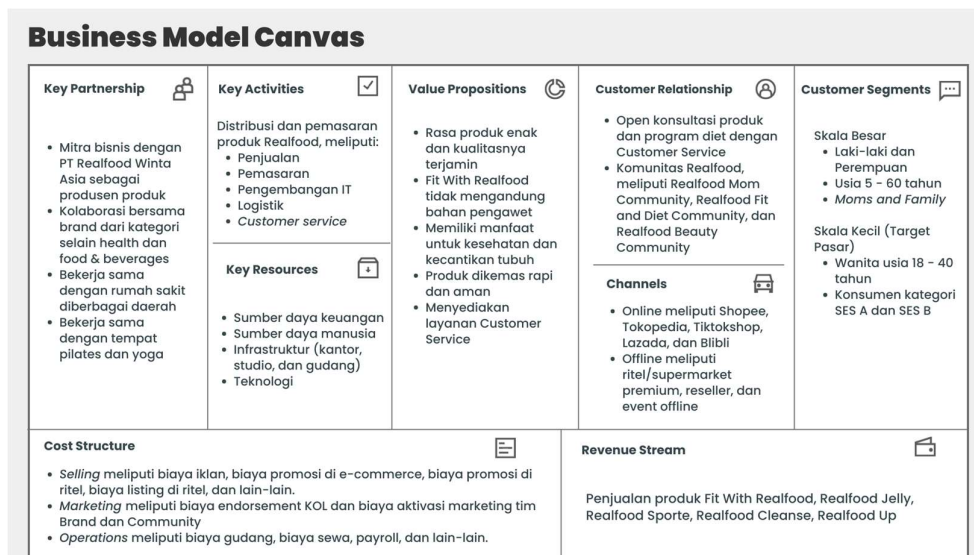 Business Model Canvas
Key Partnership
Mitra bisnis dengan
PT Realfood Winta
Asia sebagai
produsen produk
Kolaborasi bersama
brand dari kategori
selain health dan
food & beverages
Bekerja sama
dengan rumah sakit
diberbagai daerah
Bekerja sama
dengan tempat
pilates dan yoga
Key Activities
Distribusi dan pemasaran
produk Realfood, meliputi:
Penjualan
Pemasaran
Pengembangan IT
Logistik
Customer service
Key Resources
Sumber daya keuangan
Sumber daya manusia
Infrastruktur (kantor,
studio, dan gudang)
Teknologi
Value Propositions
Rasa produk enak
dan kualitasnya
terjamin
Fit With Realfood
tidak mengandung
bahan pengawet
Memiliki manfaat
untuk kesehatan dan
kecantikan tubuh
Produk dikemas rapi
dan aman
Menyediakan
layanan Customer
Service
Customer Relationship
Open konsultasi produk
dan program diet dengan
Customer Service
Komunitas Realfood,
meliputi Realfood Mom
Community, Realfood Fit
and Diet Community, dan
Realfood Beauty
Community
Channels
Online meliputi Shopee,
Tokopedia, Tiktokshop,
Lazada, dan Blibli
Offline meliputi
ritel/supermarket
premium, reseller, dan
event offline
Customer Segments
Skala Besar
Laki-laki dan
Perempuan
Usia 5 - 60 tahun
Moms and Family
Skala Kecil (Target
Pasar)
Wanita usia 18 - 40
tahun
Konsumen kategori
SES A dan SES B
Cost Structure
Selling meliputi biaya iklan, biaya promosi di e-commerce, biaya promosi di
ritel, biaya listing di ritel, dan lain-lain.
Marketing meliputi biaya endorsement KOL dan biaya aktivasi marketing tim
Brand dan Community
Operations meliputi biaya gudang, biaya sewa, payroll, dan lain-lain.
Revenue Stream
Penjualan produk Fit With Realfood, Realfood Jelly,
Realfood Sporte, Realfood Cleanse, Realfood Up